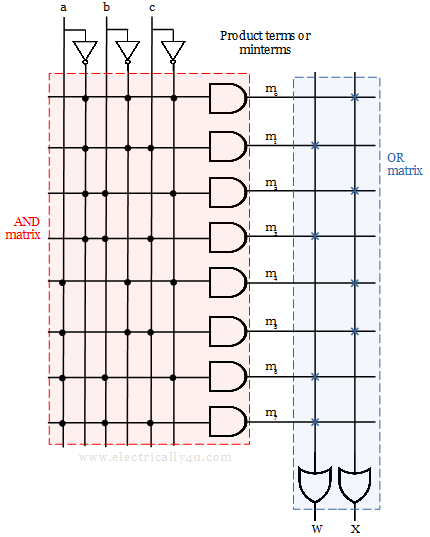 a b c
Product terms or
minterms
m₀
m₁
OR
matrix
m₂
AND
matrix
m₃
m₄
m₅
m₆
m₇
www.electrically4u.com
W X